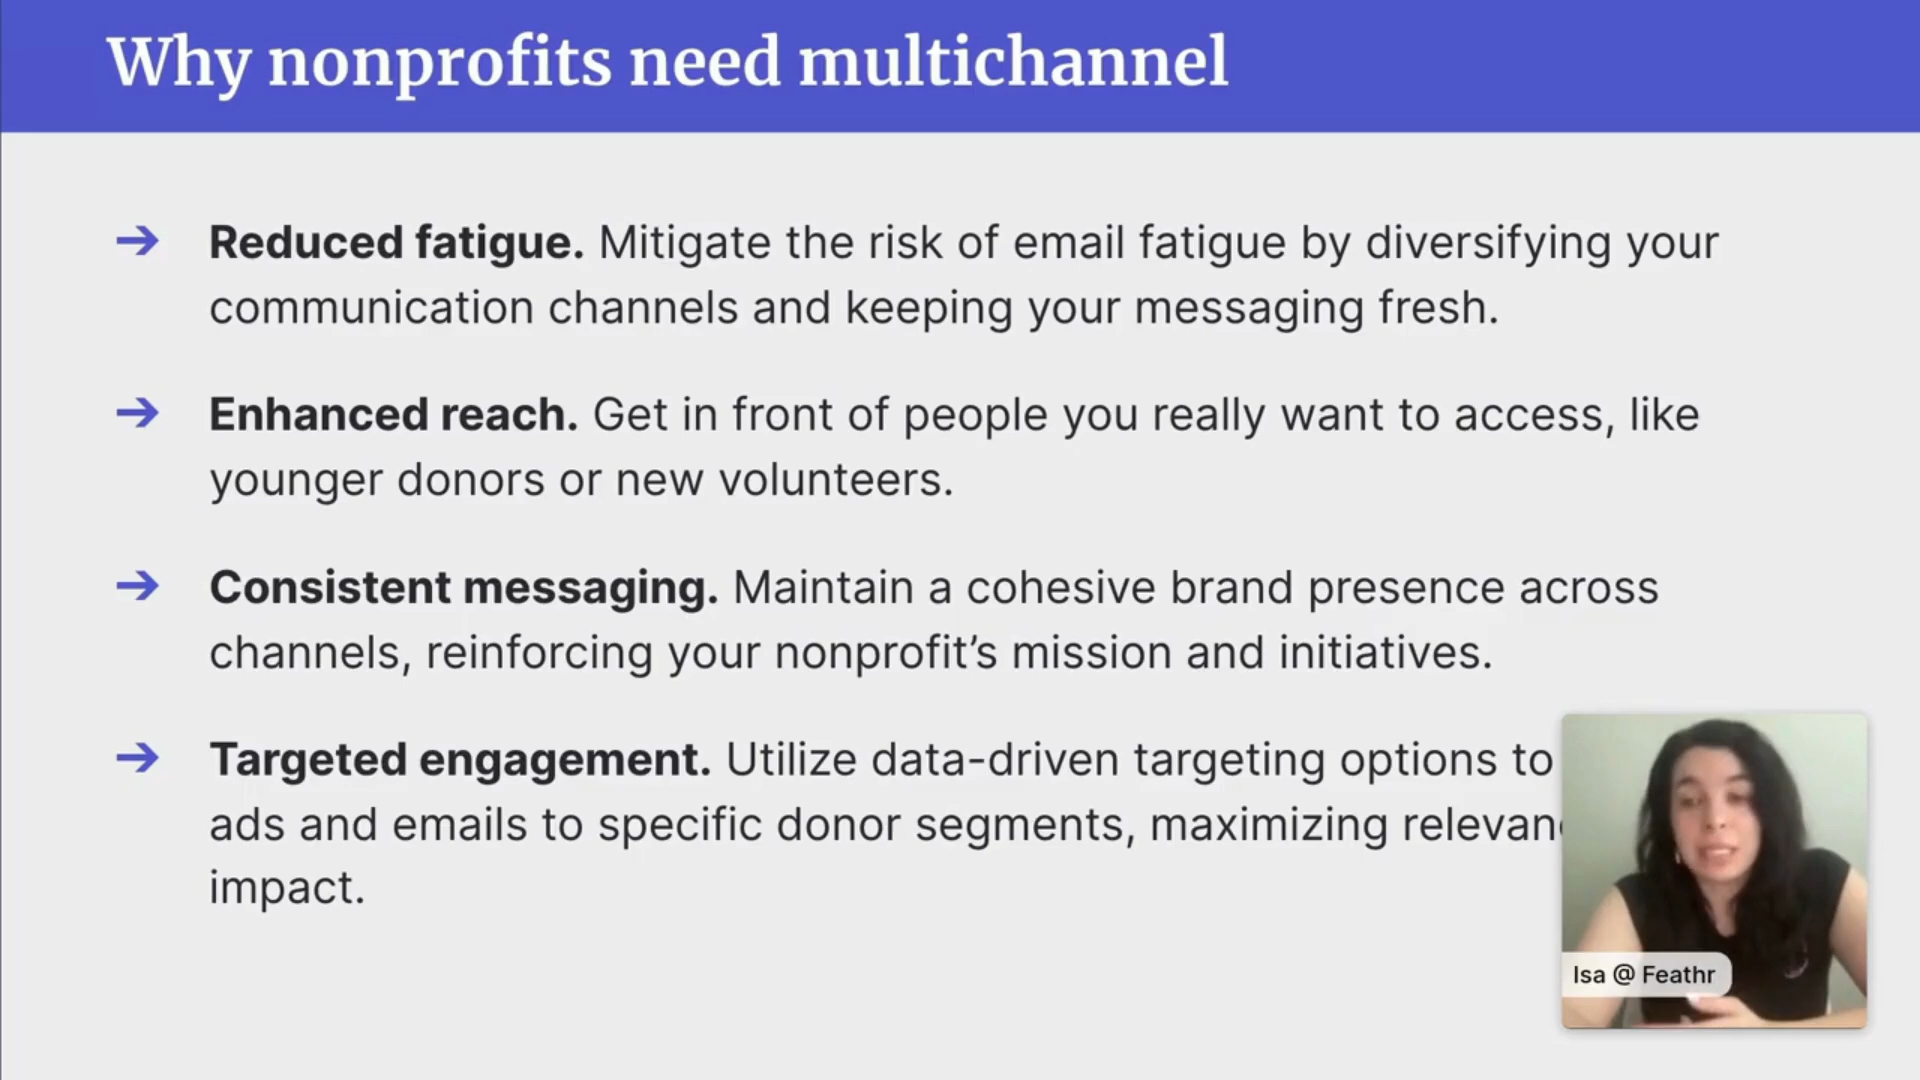 Why nonprofits need multichannel
→ Reduced fatigue. Mitigate the risk of email fatigue by diversifying your
communication channels and keeping your messaging fresh.
→ Enhanced reach. Get in front of people you really want to access, like
younger donors or new volunteers.
→ Consistent messaging. Maintain a cohesive brand presence across
channels, reinforcing your nonprofit’s mission and initiatives.
→ Targeted engagement. Utilize data-driven targeting options to
ads and emails to specific donor segments, maximizing
impact.
Isa @ Feathr